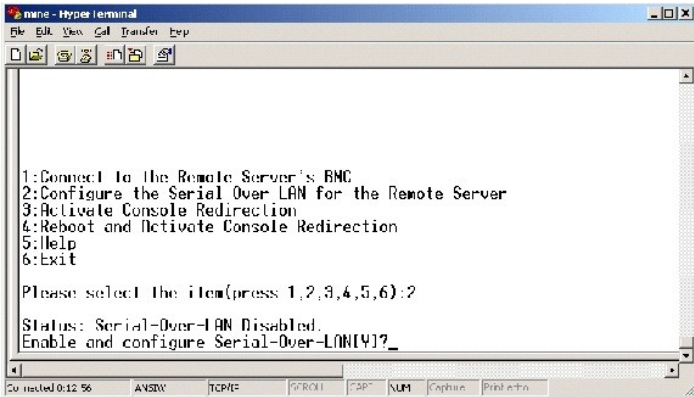 mine - HyperTerminal
File Edit View Call Transfer Help
1:Connect to the Remote Server's BMC
2:Configure the Serial Over LAN for the Remote Server
3:Activate Console Redirection
4:Reboot and Activate Console Redirection
5:Help
6:Exit
Please select the item(press 1,2,3,4,5,6):2
Status: Serial-Over-LAN Disabled.
Enable and configure Serial-Over-LAN[Y]?_
Connected 0:12:56 ANSIW TCP/IP SCROLL CAPS NUM Capture Print echo